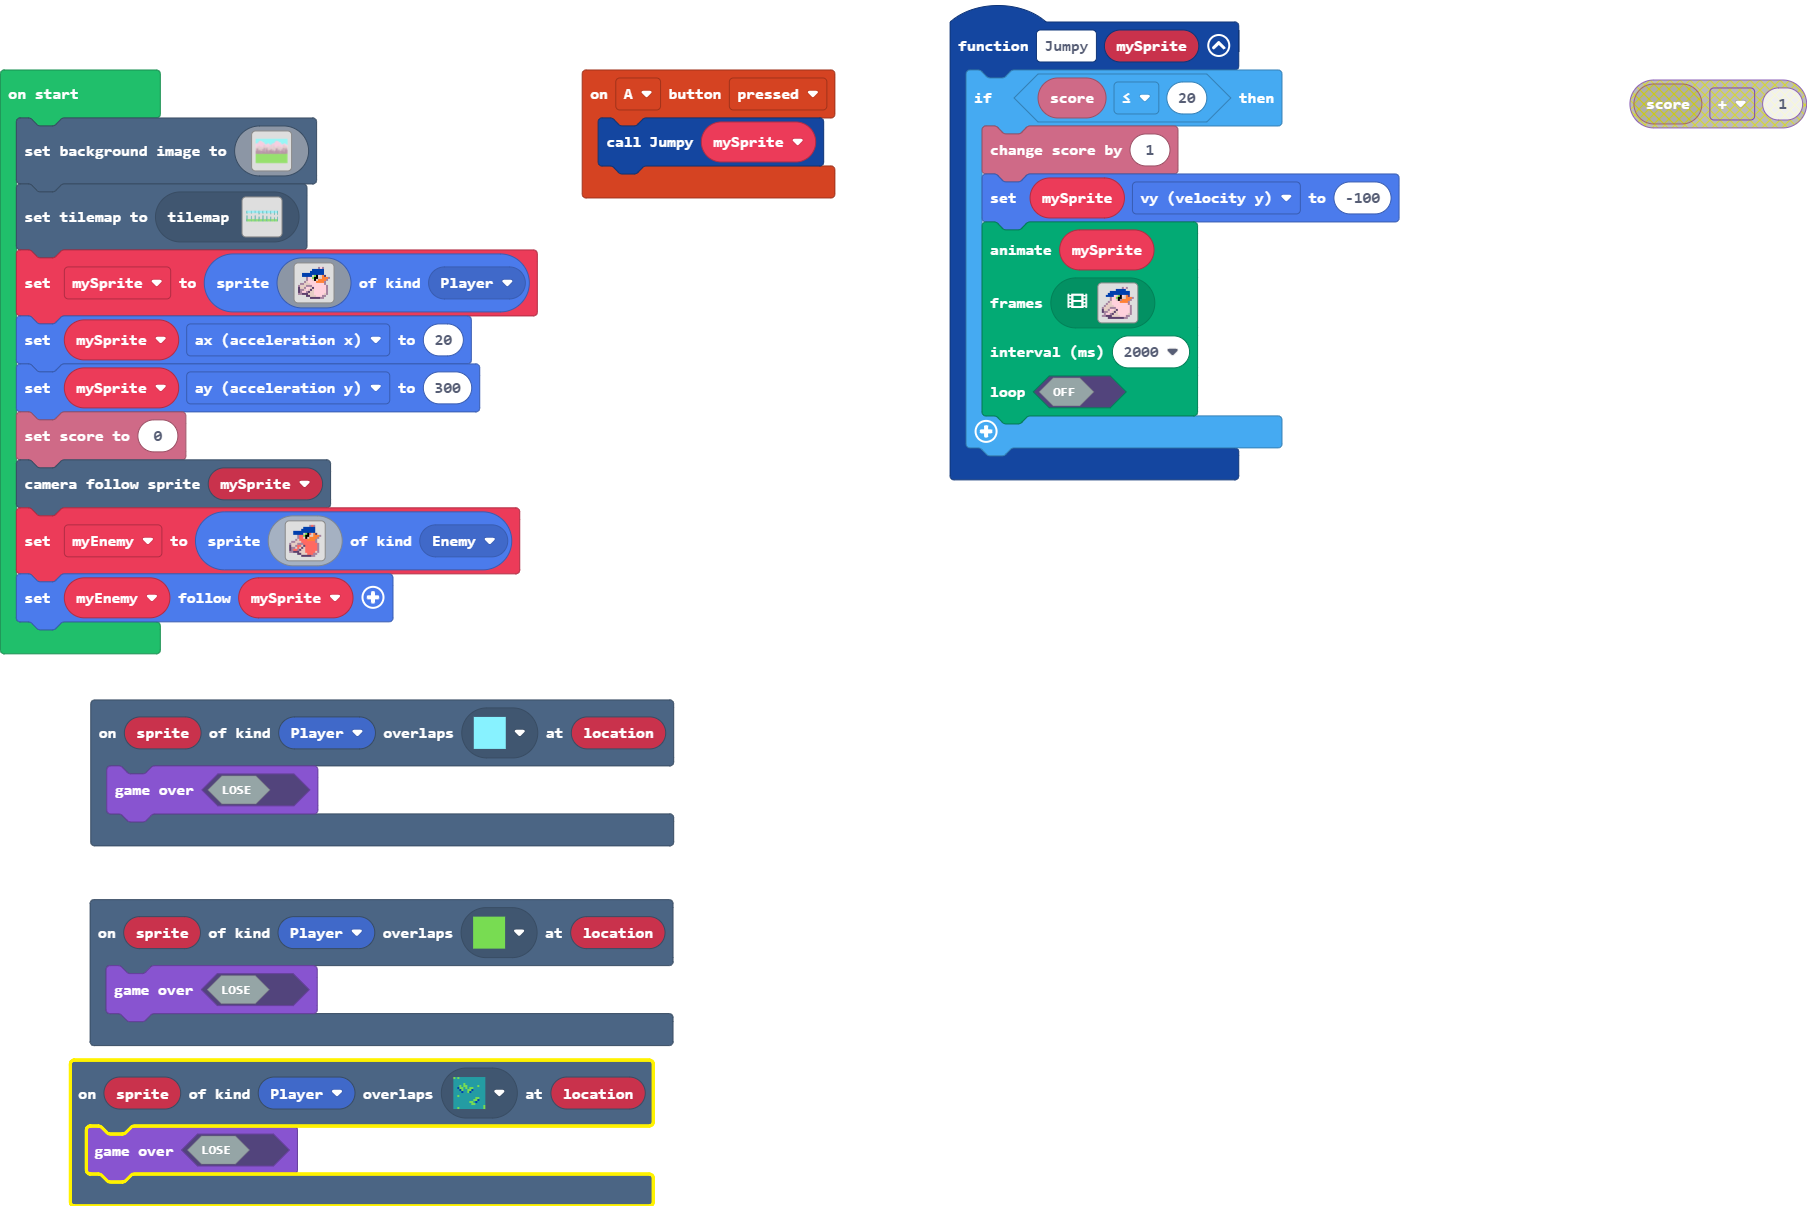 on start
set background image to
set tilemap to tilemap
set mySprite to sprite of kind Player
set mySprite ax (acceleration x) to 20
set mySprite ay (acceleration y) to 300
set score to 0
camera follow sprite mySprite
set myEnemy to sprite of kind Enemy
set myEnemy follow mySprite
on A button pressed
call Jumpy mySprite
function Jumpy mySprite
if score ≤ 20 then
change score by 1
set mySprite vy (velocity y) to -100
animate mySprite
frames
interval (ms) 2000
loop OFF
score + 1
on sprite of kind Player overlaps at location
game over LOSE
on sprite of kind Player overlaps at location
game over LOSE
on sprite of kind Player overlaps at location
game over LOSE